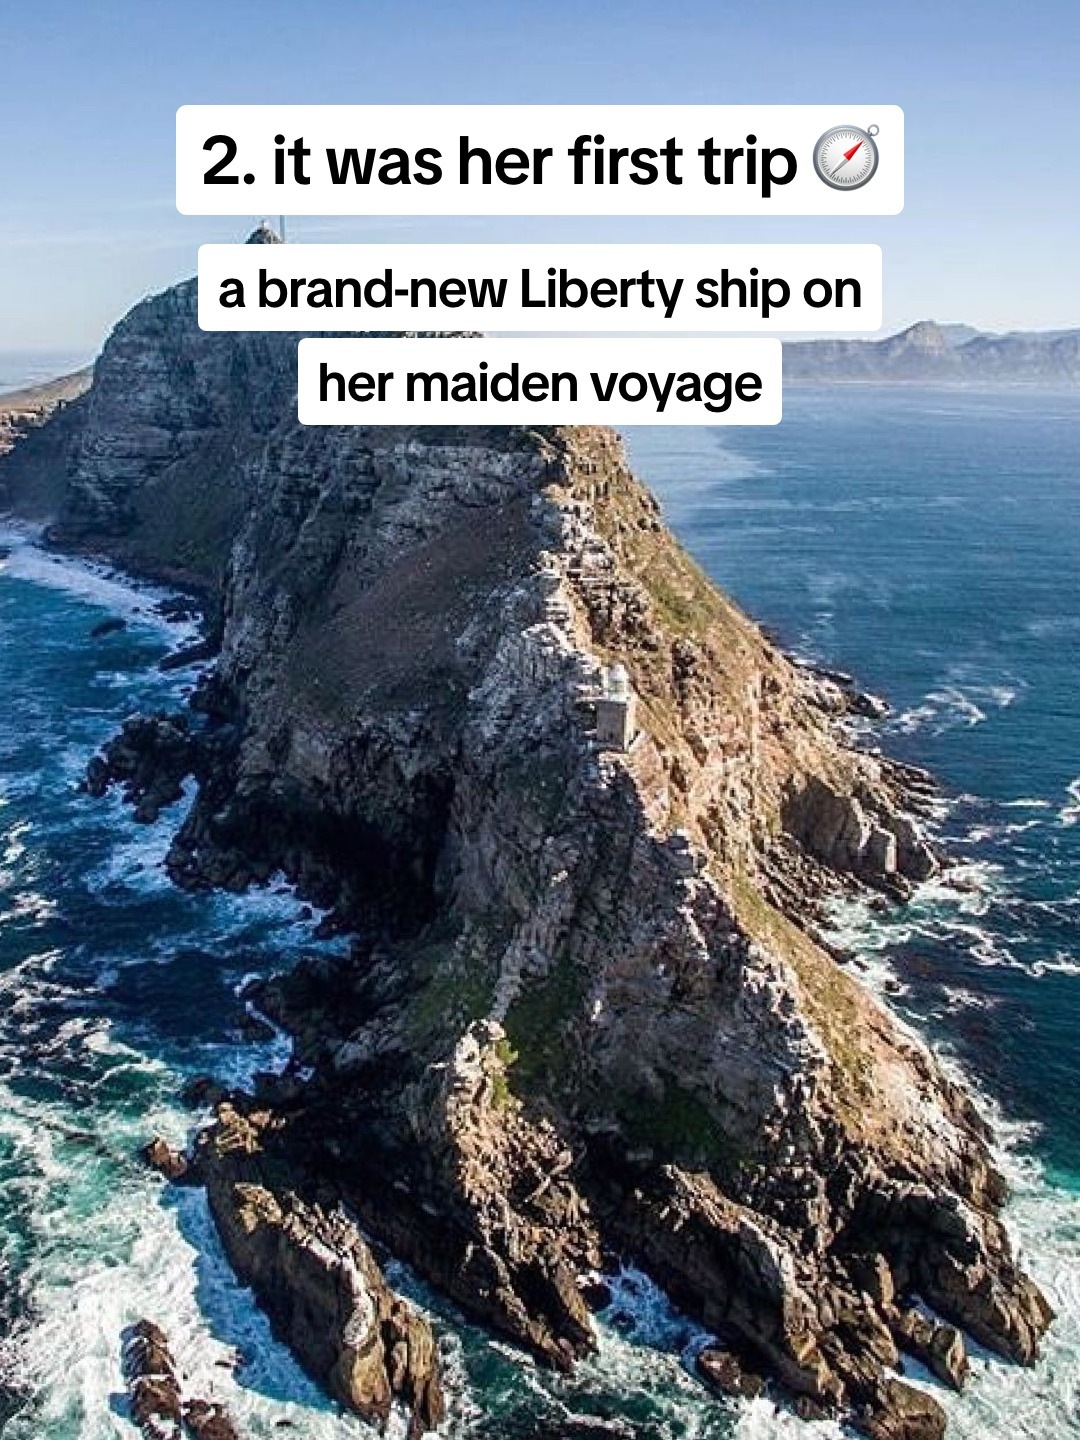 2. it was her first trip 🧭
a brand-new Liberty ship on
her maiden voyage